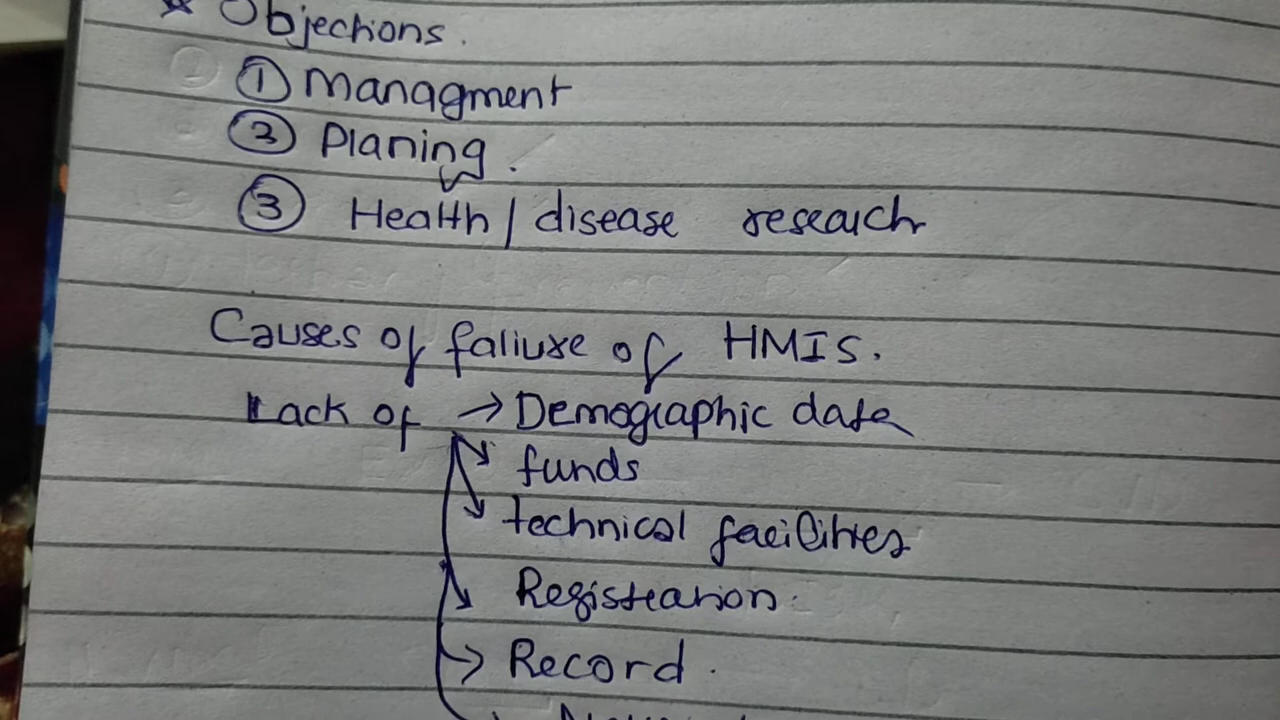 * Objections.
① Managment
② Planing.
③ Health / disease research
Causes of faliure of HMIS.
Lack of → Demographic data
funds
technical facilities
Registration.
Record.